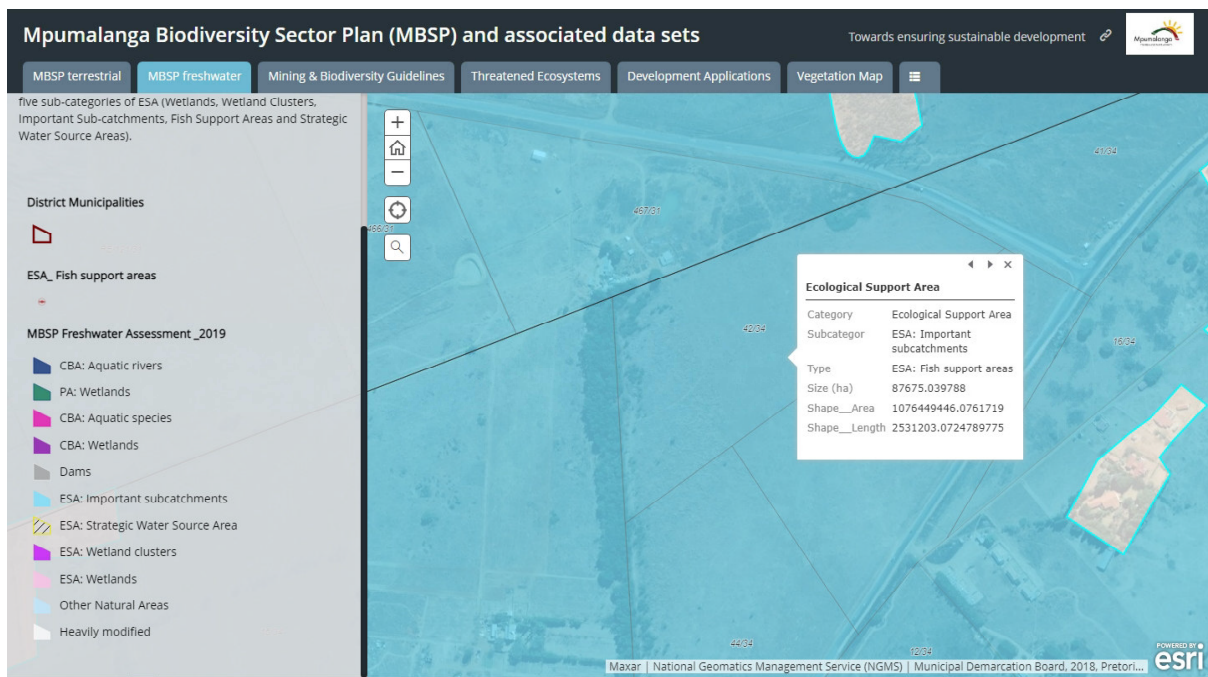 Mpumalanga Biodiversity Sector Plan (MBSP) and associated data sets
Towards ensuring sustainable development
Mpumalanga
MBSP terrestrial
MBSP freshwater
Mining & Biodiversity Guidelines
Threatened Ecosystems
Development Applications
Vegetation Map
five sub-categories of ESA (Wetlands, Wetland Clusters,
Important Sub-catchments, Fish Support Areas and Strategic
Water Source Areas).
District Municipalities
ESA_ Fish support areas
MBSP Freshwater Assessment _2019
CBA: Aquatic rivers
PA: Wetlands
CBA: Aquatic species
CBA: Wetlands
Dams
ESA: Important subcatchments
ESA: Strategic Water Source Area
ESA: Wetland clusters
ESA: Wetlands
Other Natural Areas
Heavily modified
41/34
467/31
466/31
42/34
16/34
44/34
12/34
Ecological Support Area
Category Ecological Support Area
Subcategor ESA: Important
subcatchments
Type ESA: Fish support areas
Size (ha) 87675.039788
Shape__Area 1076449446.0761719
Shape__Length 2531203.0724789775
Maxar | National Geomatics Management Service (NGMS) | Municipal Demarcation Board, 2018, Pretori...
POWERED BY
esri